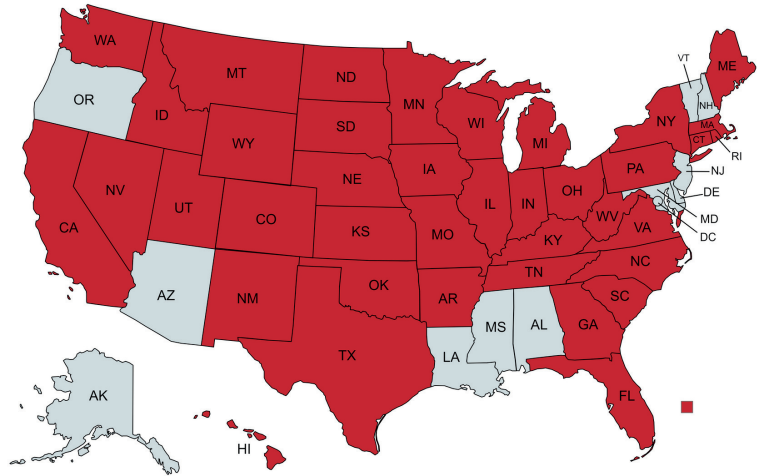 WA
MT
ND
MN
VT
ME
OR
ID
SD
WI
MI
NH
NY
MA
CT
RI
WY
IA
PA
NJ
NV
NE
IL
IN
OH
DE
UT
CO
MD
CA
KS
MO
WV
VA
DC
KY
AZ
NM
OK
AR
TN
NC
SC
MS
AL
GA
TX
LA
AK
FL
HI